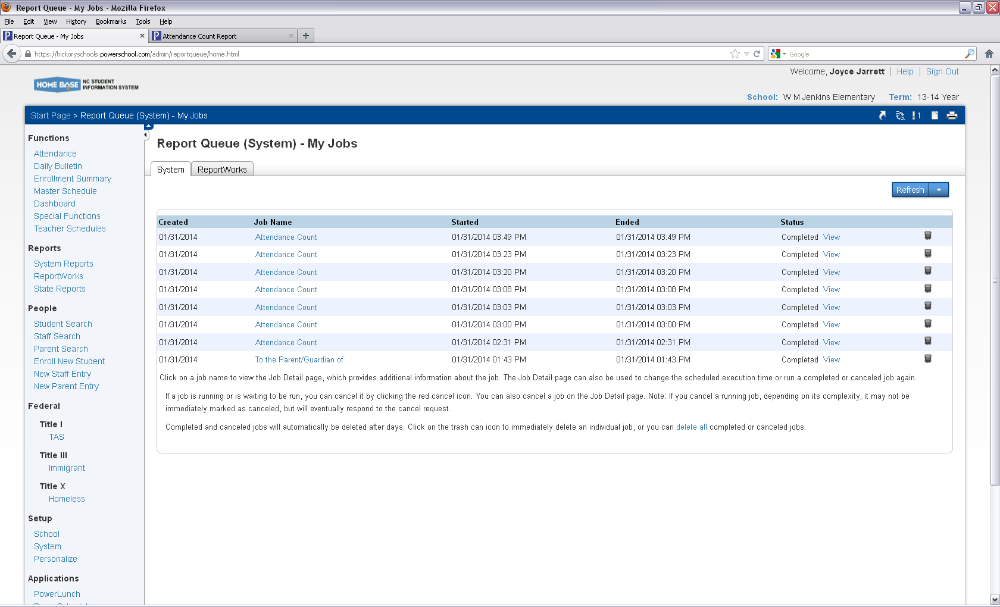 Report Queue - My Jobs - Mozilla Firefox
File Edit View History Bookmarks Tools Help
Report Queue - My Jobs Attendance Count Report
https://hickoryschools.powerschool.com/admin/reportqueue/home.html Google
Welcome, Joyce Jarrett Help Sign Out
HOME BASE NC STUDENT
INFORMATION SYSTEM
School: W M Jenkins Elementary Term: 13-14 Year
Start Page > Report Queue (System) - My Jobs !1
Functions
Attendance
Daily Bulletin
Enrollment Summary
Master Schedule
Dashboard
Special Functions
Teacher Schedules
Reports
System Reports
ReportWorks
State Reports
People
Student Search
Staff Search
Parent Search
Enroll New Student
New Staff Entry
New Parent Entry
Federal
Title I
TAS
Title III
Immigrant
Title X
Homeless
Setup
School
System
Personalize
Applications
PowerLunch
Report Queue (System) - My Jobs
System ReportWorks
Refresh
Created Job Name Started Ended Status
01/31/2014 Attendance Count 01/31/2014 03:49 PM 01/31/2014 03:49 PM Completed View
01/31/2014 Attendance Count 01/31/2014 03:23 PM 01/31/2014 03:23 PM Completed View
01/31/2014 Attendance Count 01/31/2014 03:20 PM 01/31/2014 03:20 PM Completed View
01/31/2014 Attendance Count 01/31/2014 03:08 PM 01/31/2014 03:08 PM Completed View
01/31/2014 Attendance Count 01/31/2014 03:03 PM 01/31/2014 03:03 PM Completed View
01/31/2014 Attendance Count 01/31/2014 03:00 PM 01/31/2014 03:00 PM Completed View
01/31/2014 Attendance Count 01/31/2014 02:31 PM 01/31/2014 02:31 PM Completed View
01/31/2014 To the Parent/Guardian of 01/31/2014 01:43 PM 01/31/2014 01:43 PM Completed View
Click on a job name to view the Job Detail page, which provides additional information about the job. The Job Detail page can also be used to change the scheduled execution time or run a completed or canceled job again.
If a job is running or is waiting to be run, you can cancel it by clicking the red cancel icon. You can also cancel a job on the Job Detail page. Note: If you cancel a running job, depending on its complexity, it may not be
immediately marked as canceled, but will eventually respond to the cancel request.
Completed and canceled jobs will automatically be deleted after days. Click on the trash can icon to immediately delete an individual job, or you can delete all completed or canceled jobs.